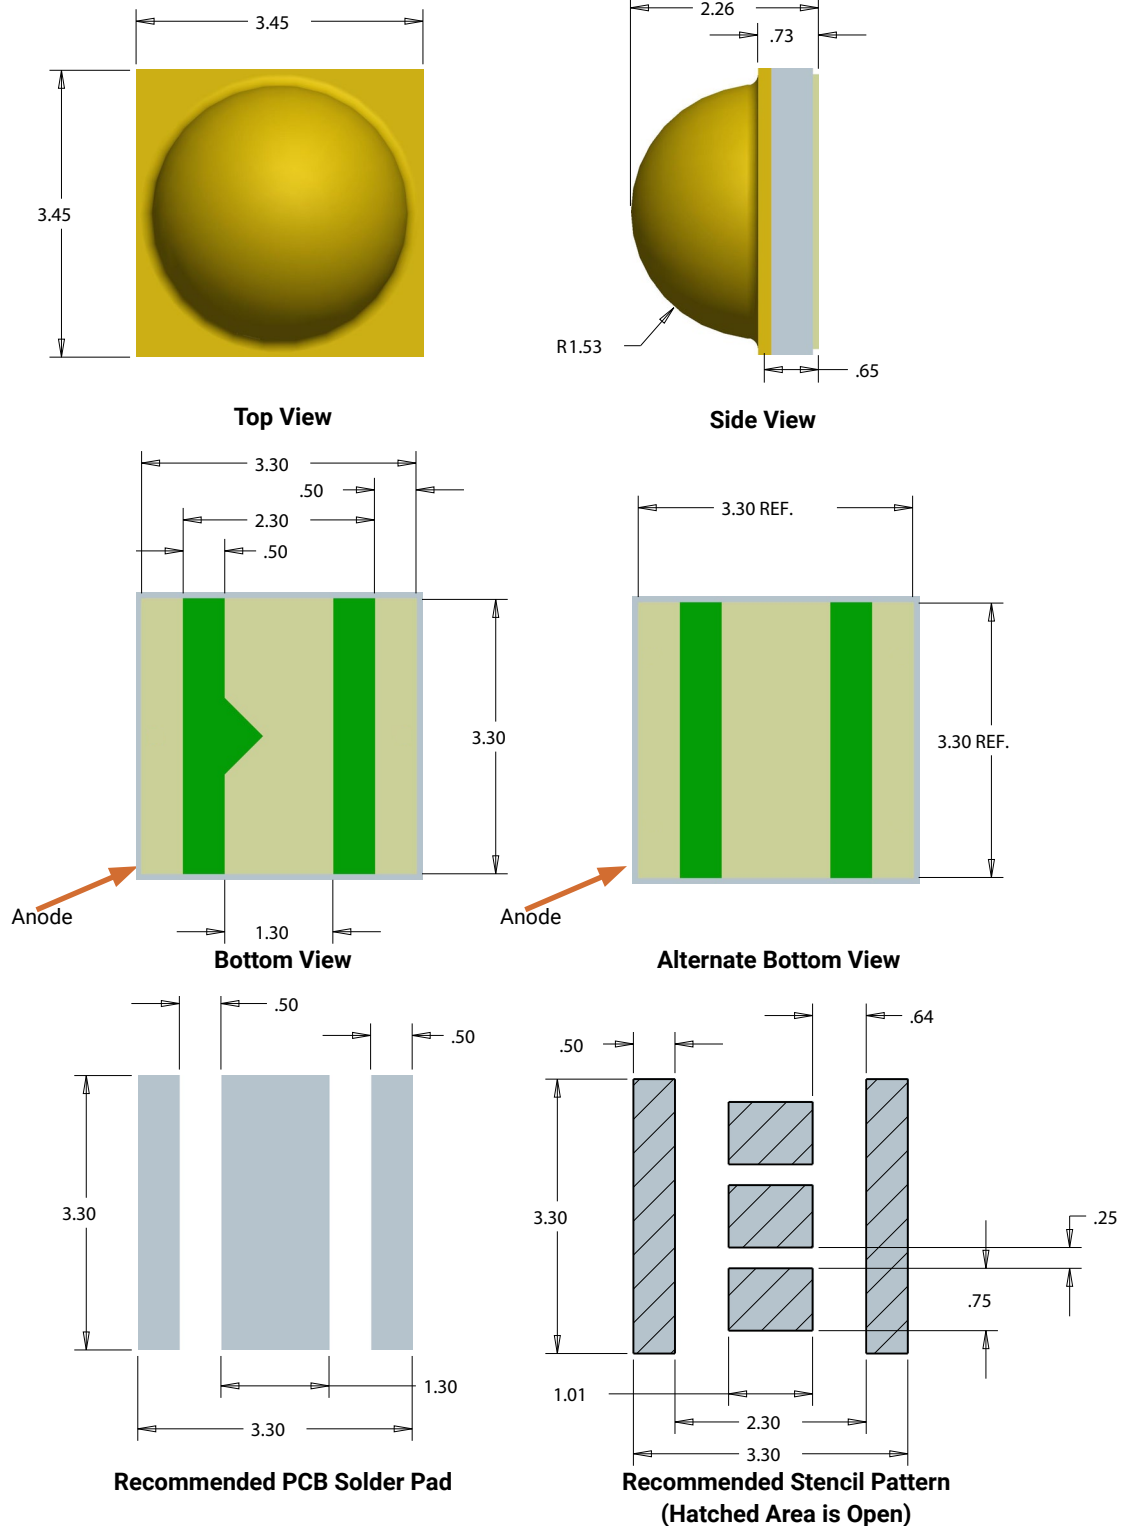 3.45
2.26
.73
3.45
R1.53
.65
Top View
Side View
3.30
.50
2.30
.50
3.30 REF.
3.30
3.30 REF.
Anode
Anode
1.30
Bottom View
Alternate Bottom View
.50
.50
.64
.50
3.30
3.30
.25
.75
1.30
1.01
2.30
3.30
3.30
Recommended PCB Solder Pad
Recommended Stencil Pattern
(Hatched Area is Open)